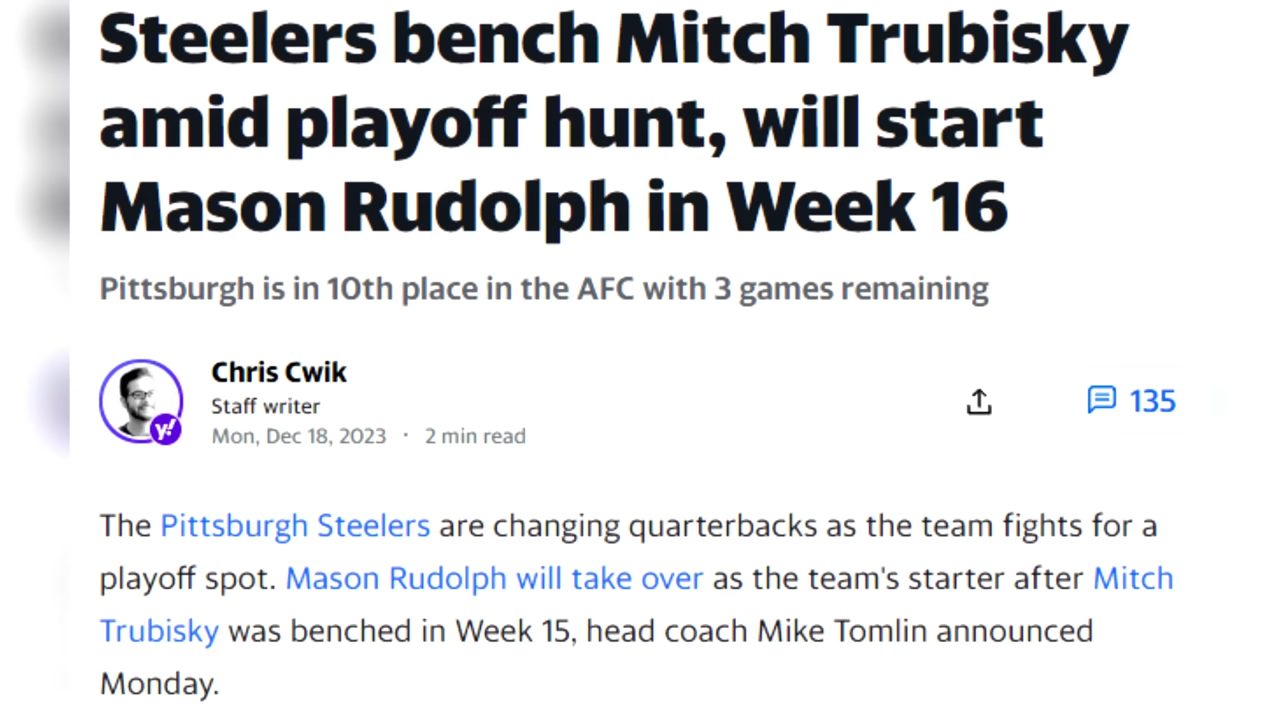 Steelers bench Mitch Trubisky
amid playoff hunt, will start
Mason Rudolph in Week 16
Pittsburgh is in 10th place in the AFC with 3 games remaining
Chris Cwik
Staff writer
Mon, Dec 18, 2023 · 2 min read
y!
135
The Pittsburgh Steelers are changing quarterbacks as the team fights for a
playoff spot. Mason Rudolph will take over as the team's starter after Mitch
Trubisky was benched in Week 15, head coach Mike Tomlin announced
Monday.